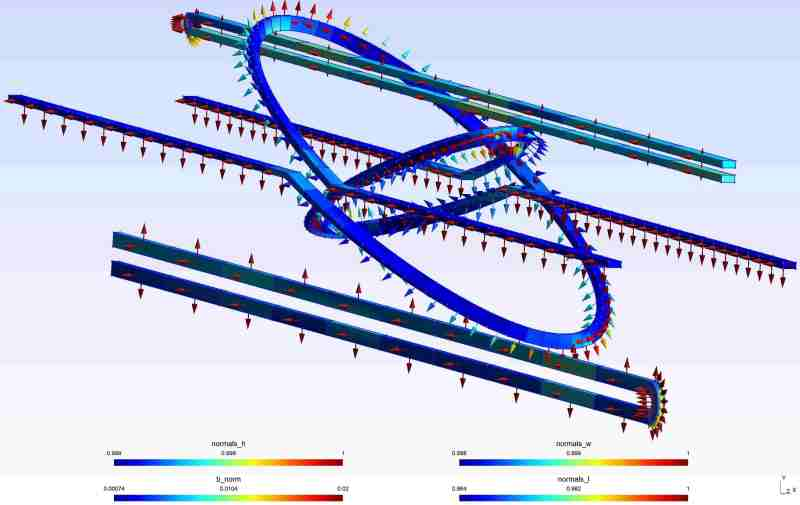 normals_h
0.998 0.999 1
normals_w
0.998 0.999 1
b_norm
0.00074 0.0104 0.02
normals_l
0.964 0.982 1
Y
Z X